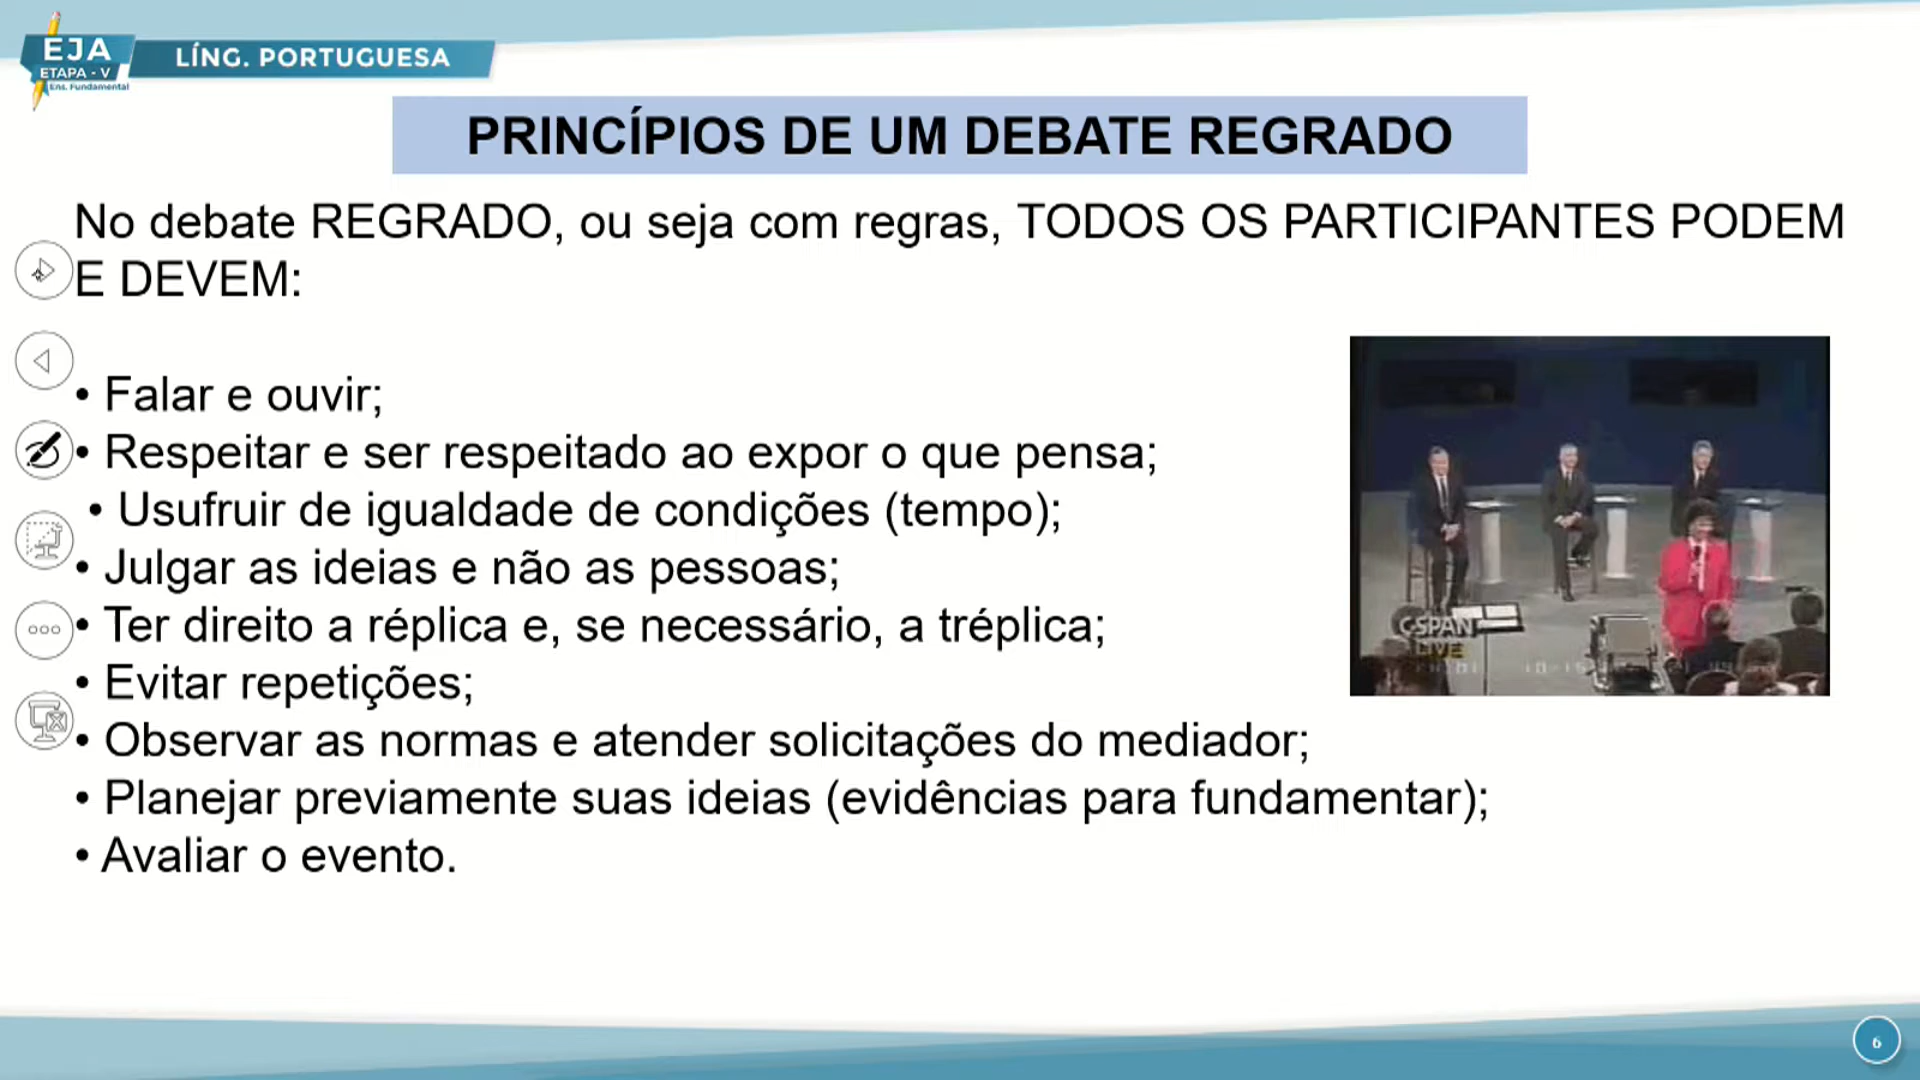 EJA
ETAPA - V
Ens. Fundamental
LÍNG. PORTUGUESA
PRINCÍPIOS DE UM DEBATE REGRADO
No debate REGRADO, ou seja com regras, TODOS OS PARTICIPANTES PODEM
E DEVEM:
• Falar e ouvir;
• Respeitar e ser respeitado ao expor o que pensa;
• Usufruir de igualdade de condições (tempo);
• Julgar as ideias e não as pessoas;
• Ter direito a réplica e, se necessário, a tréplica;
• Evitar repetições;
• Observar as normas e atender solicitações do mediador;
• Planejar previamente suas ideias (evidências para fundamentar);
• Avaliar o evento.
C-SPAN
LIVE
6